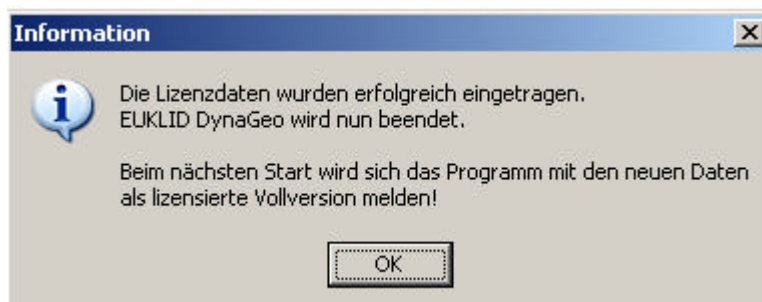 Information
Die Lizenzdaten wurden erfolgreich eingetragen.
EUKLID DynaGeo wird nun beendet.
Beim nächsten Start wird sich das Programm mit den neuen Daten
als lizensierte Vollversion melden!
OK